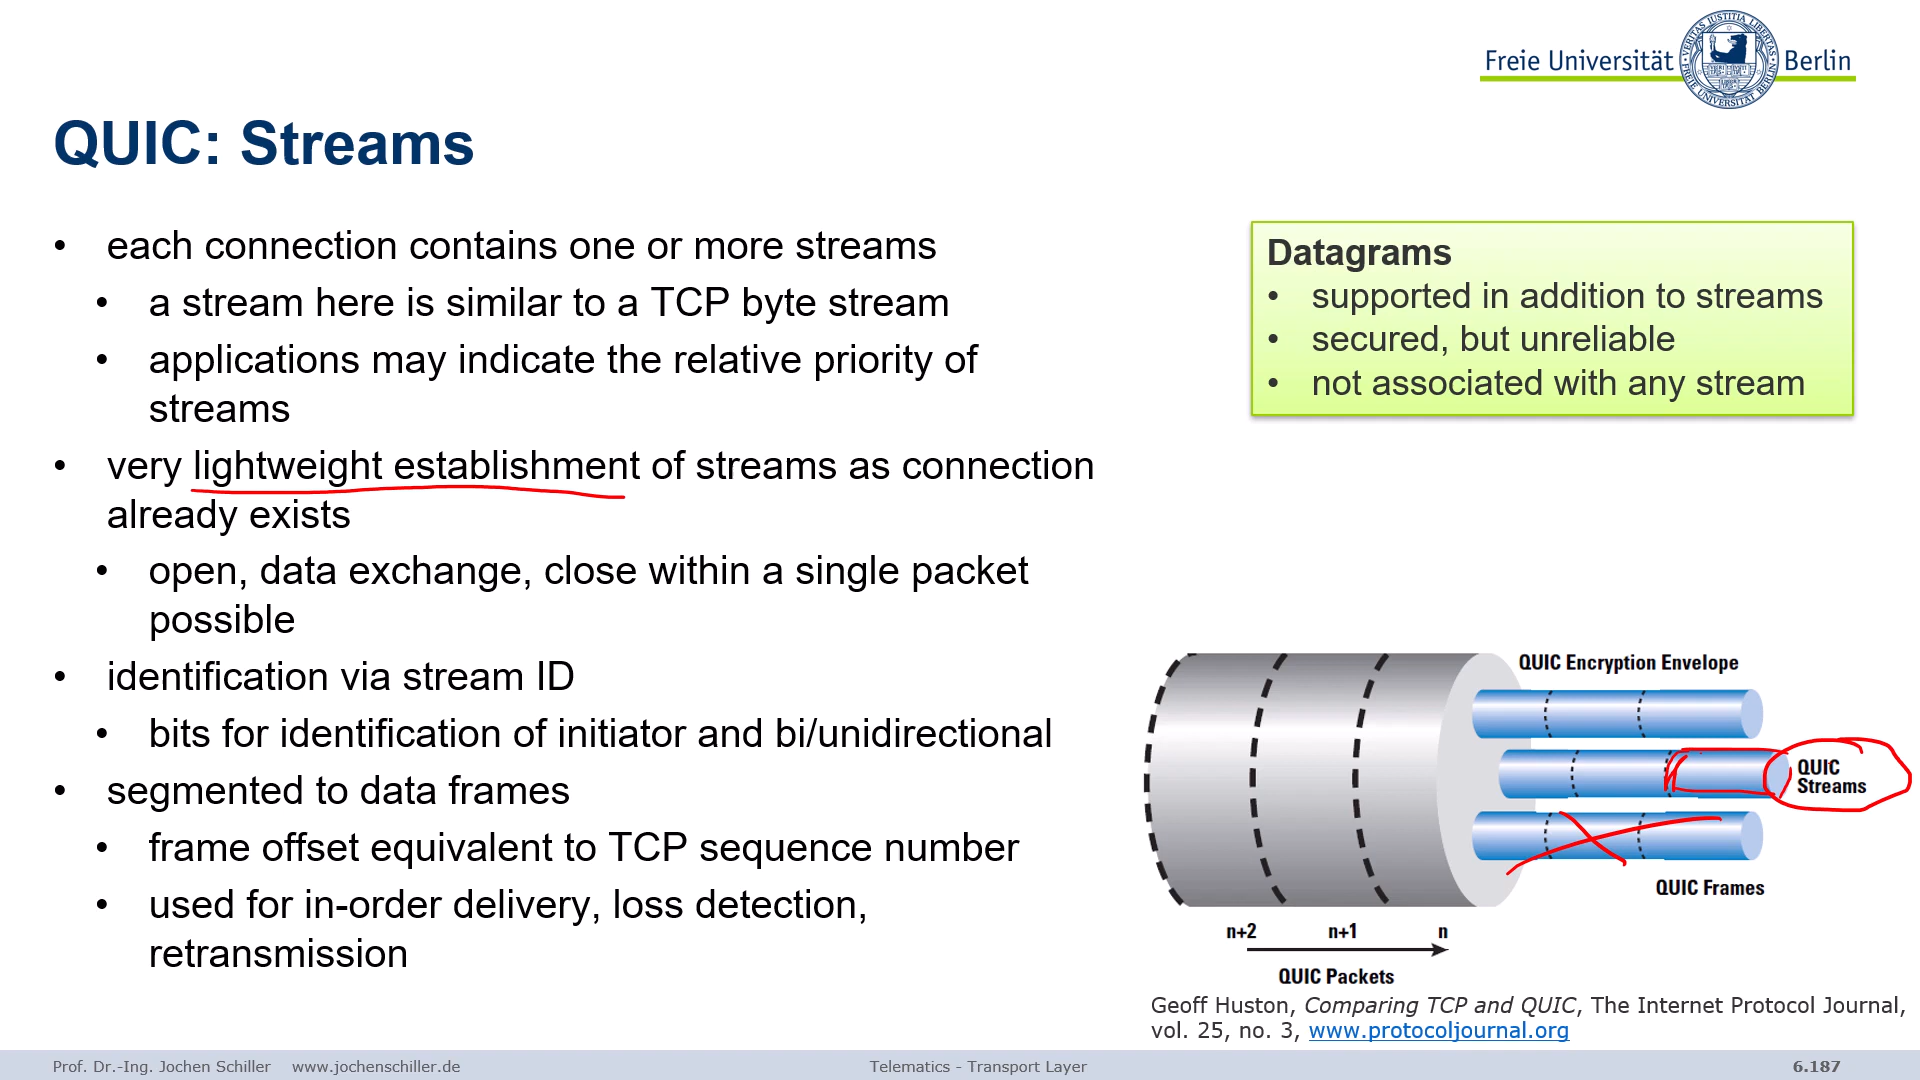 Freie Universität Berlin
QUIC: Streams
• each connection contains one or more streams
• a stream here is similar to a TCP byte stream
• applications may indicate the relative priority of
streams
• very lightweight establishment of streams as connection
already exists
• open, data exchange, close within a single packet
possible
• identification via stream ID
• bits for identification of initiator and bi/unidirectional
• segmented to data frames
• frame offset equivalent to TCP sequence number
• used for in-order delivery, loss detection,
retransmission
Datagrams
• supported in addition to streams
• secured, but unreliable
• not associated with any stream
QUIC Encryption Envelope
QUIC
Streams
QUIC Frames
n+2 n+1 n
QUIC Packets
Geoff Huston, Comparing TCP and QUIC, The Internet Protocol Journal,
vol. 25, no. 3, www.protocoljournal.org
Prof. Dr.-Ing. Jochen Schiller www.jochenschiller.de Telematics - Transport Layer 6.187